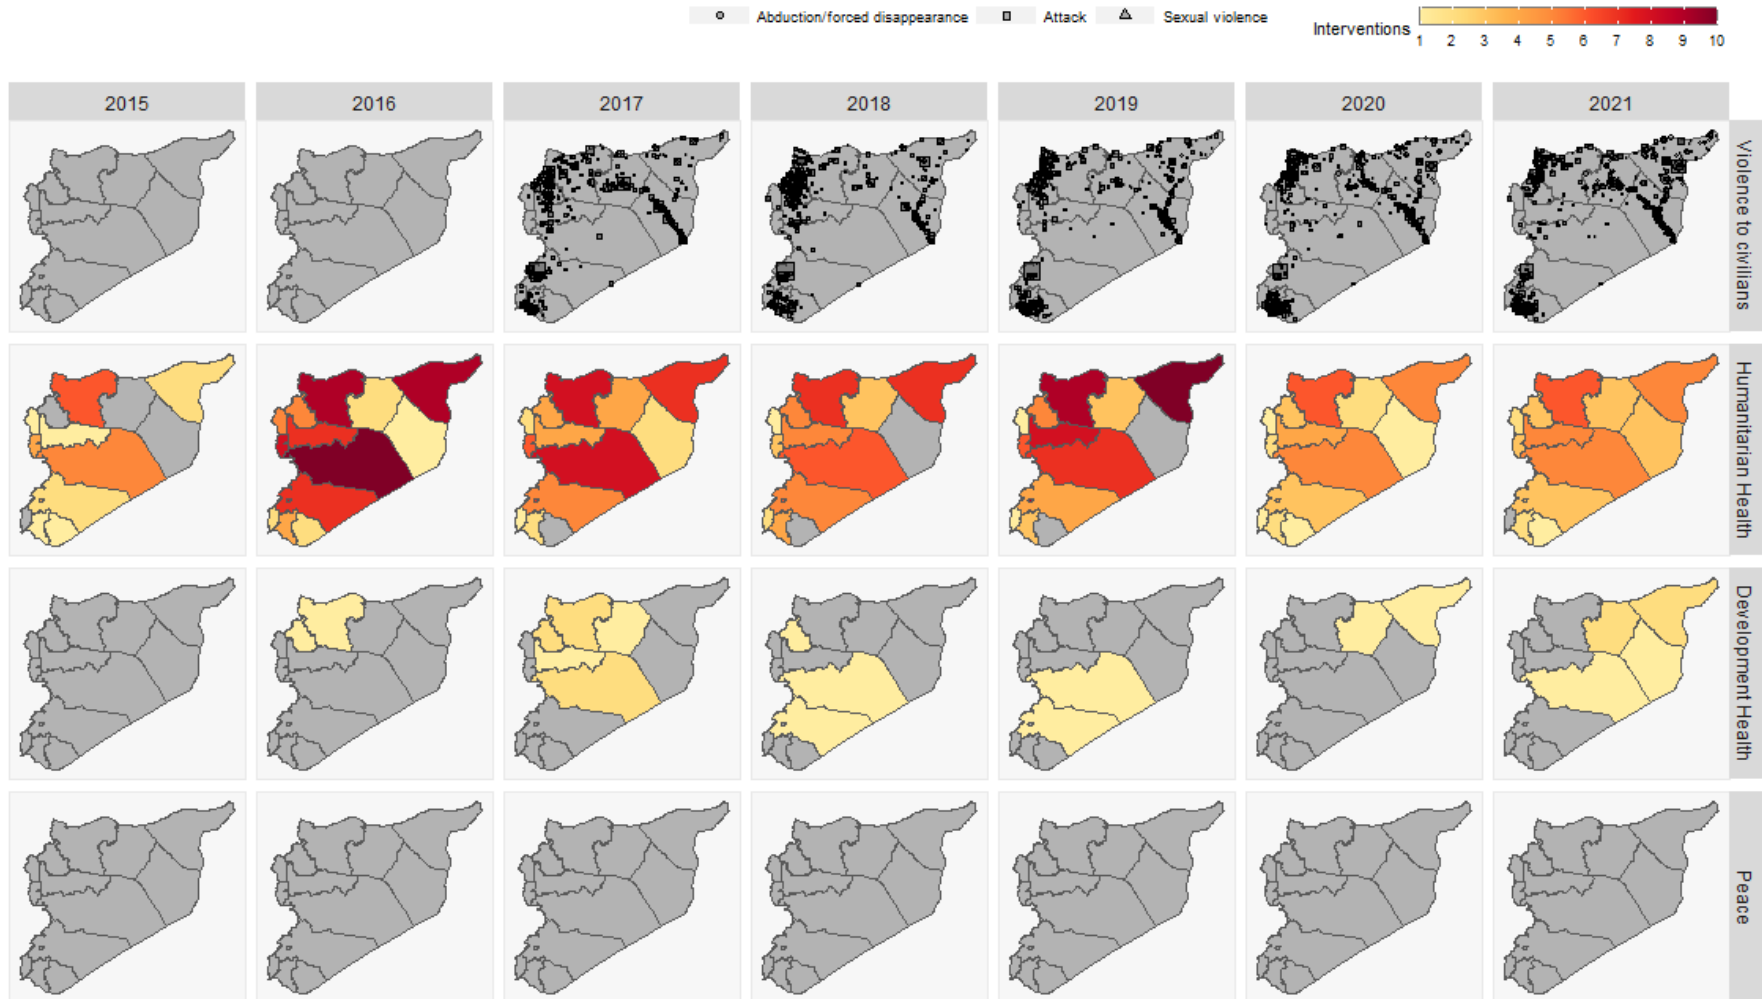 Abduction/forced disappearance Attack Sexual violence
Interventions
1 2 3 4 5 6 7 8 9 10
2015 2016 2017 2018 2019 2020 2021
Violence to civilians
Humanitarian Health
Development Health
Peace